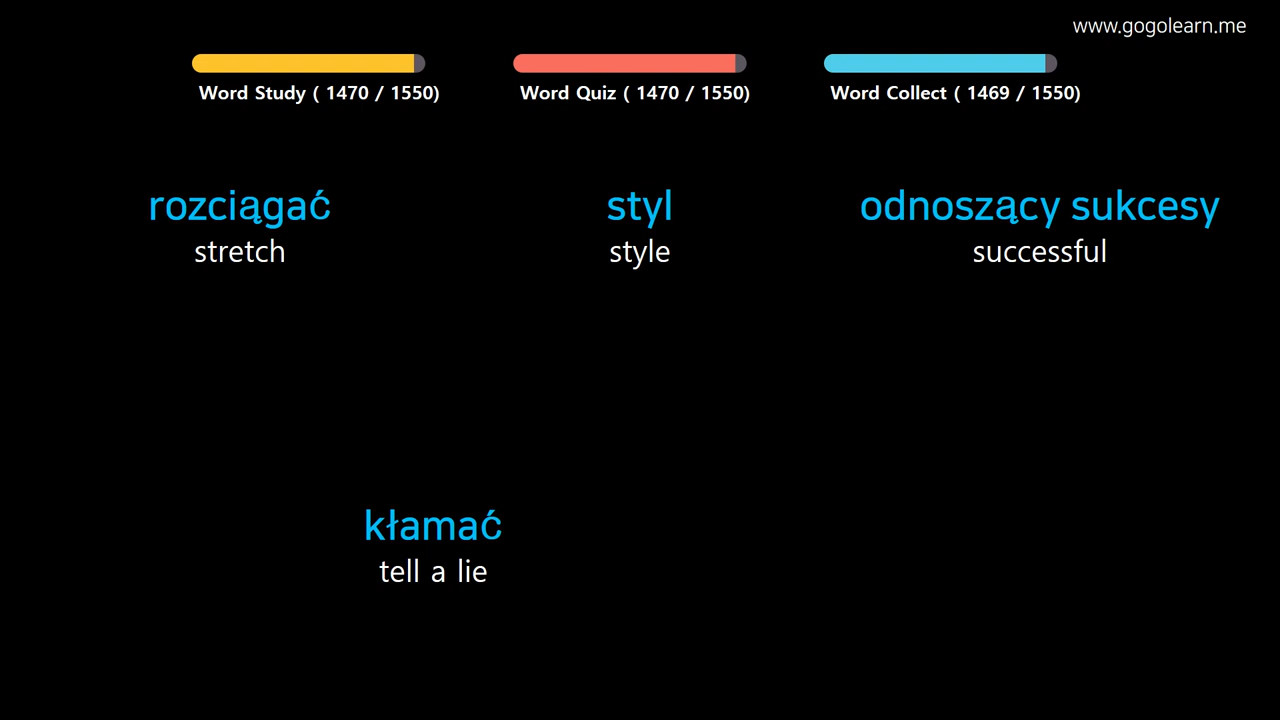 www.gogolearn.me
Word Study ( 1470 / 1550)
Word Quiz ( 1470 / 1550)
Word Collect ( 1469 / 1550)
rozciągać
stretch
styl
style
odnoszący sukcesy
successful
kłamać
tell a lie